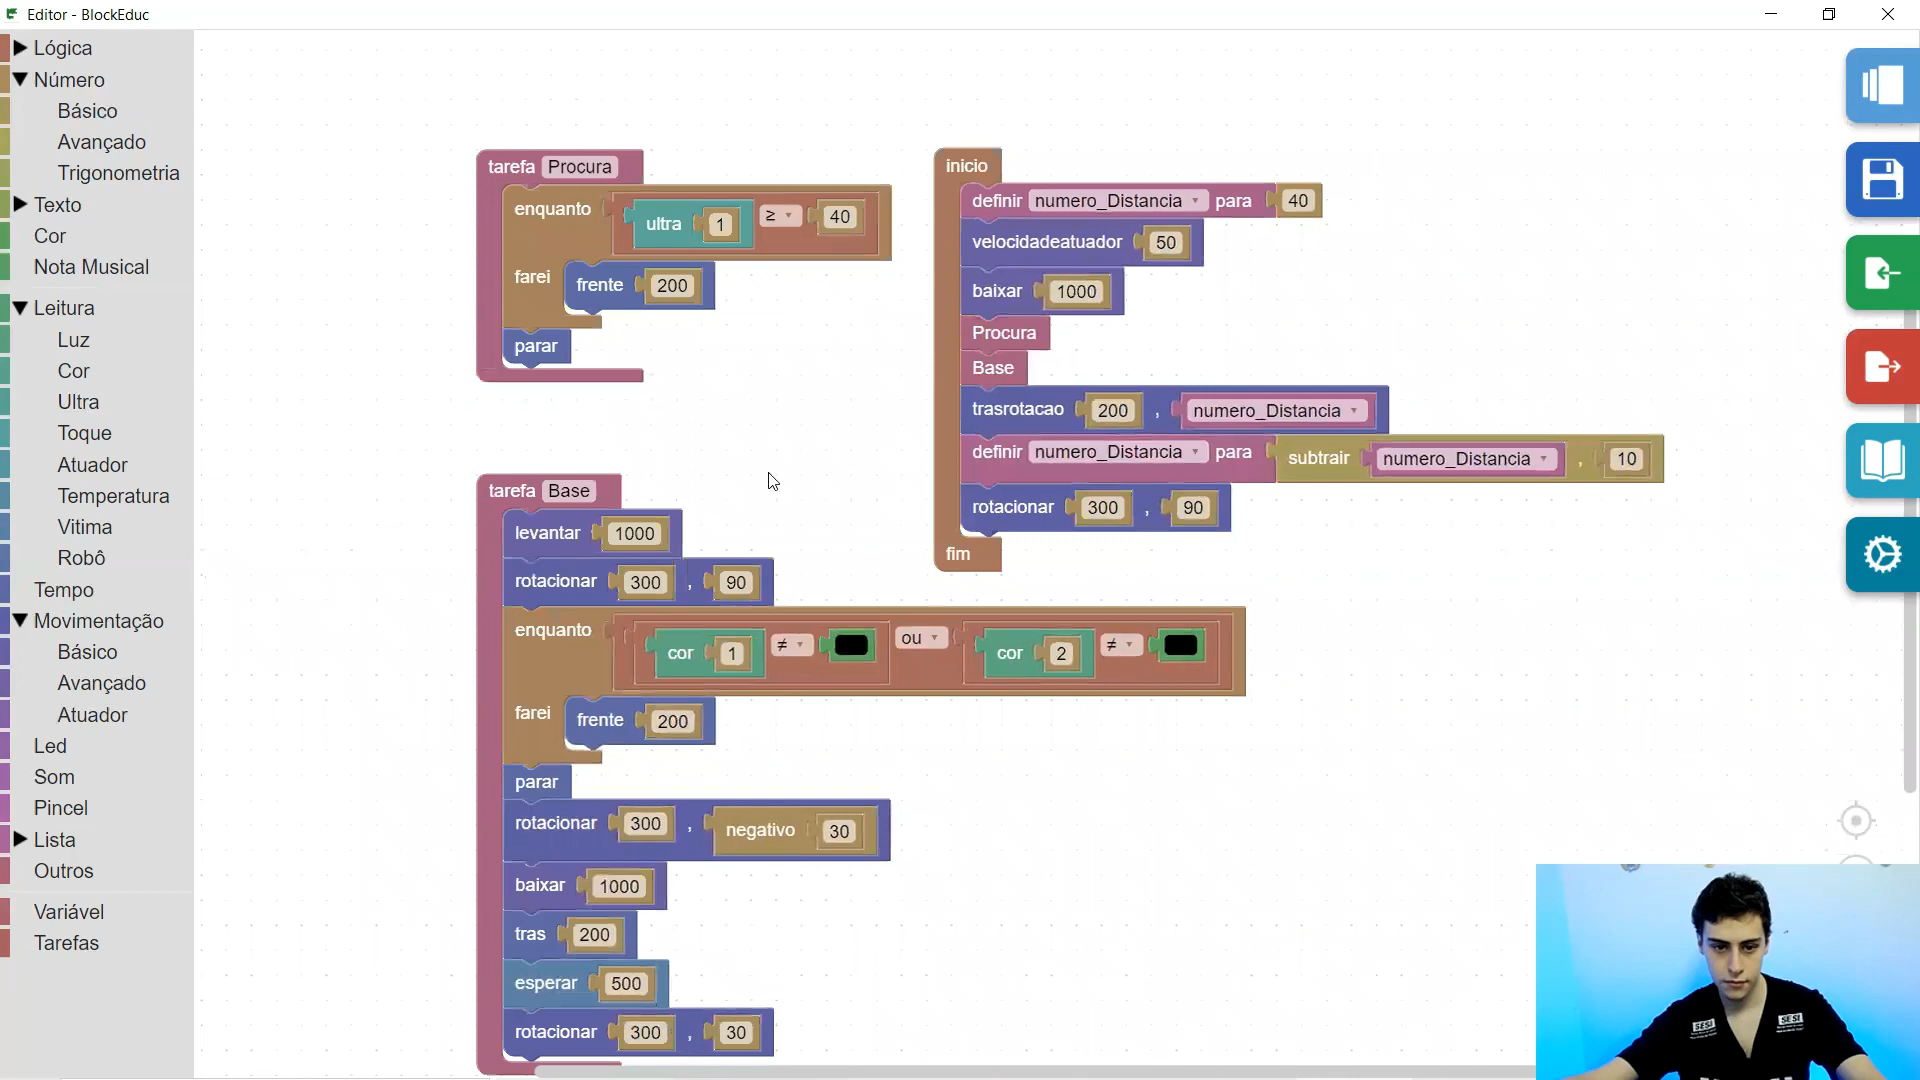 Editor - BlockEduc
Lógica
Número
Básico
Avançado
Trigonometria
Texto
Cor
Nota Musical
Leitura
Luz
Cor
Ultra
Toque
Atuador
Temperatura
Vitima
Robô
Tempo
Movimentação
Básico
Avançado
Atuador
Led
Som
Pincel
Lista
Outros
Variável
Tarefas
tarefa Procura
enquanto ultra 1 ≥ 40
farei frente 200
parar
tarefa Base
levantar 1000
rotacionar 300 , 90
enquanto cor 1 ≠ ou cor 2 ≠
farei frente 200
parar
rotacionar 300 , negativo 30
baixar 1000
tras 200
esperar 500
rotacionar 300 , 30
inicio
definir numero_Distancia para 40
velocidadeatuador 50
baixar 1000
Procura
Base
trasrotacao 200 , numero_Distancia
definir numero_Distancia para subtrair numero_Distancia , 10
rotacionar 300 , 90
fim
SESI
SESI